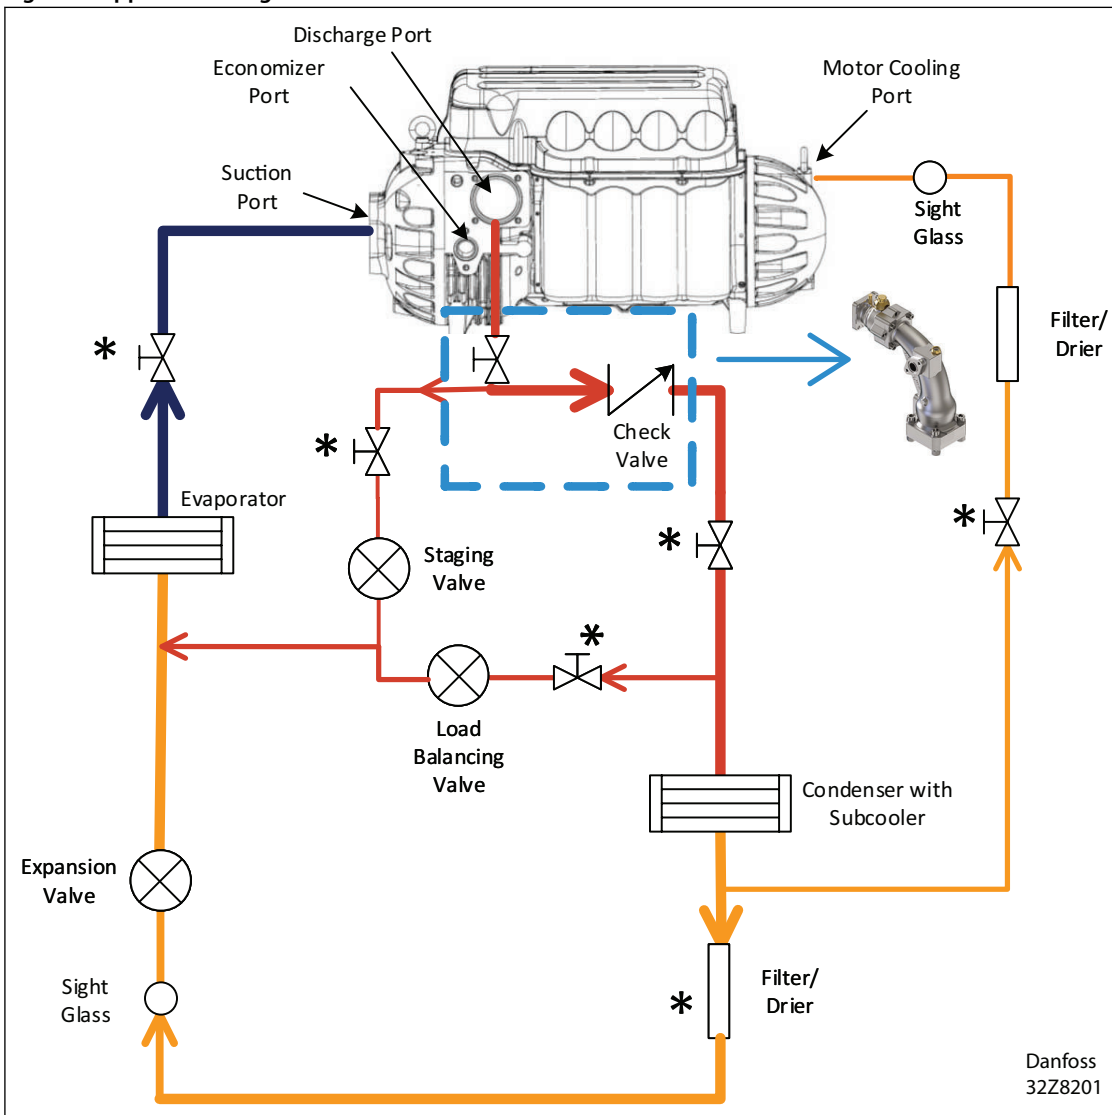 Discharge Port
Economizer
Port
Motor Cooling
Port
Suction
Port
Sight
Glass
Filter/
Drier
*
*
Check
Valve
Evaporator
*
*
Staging
Valve
*
Load
Balancing
Valve
Condenser with
Subcooler
Expansion
Valve
Sight
Glass
*
Filter/
Drier
Danfoss
32Z8201